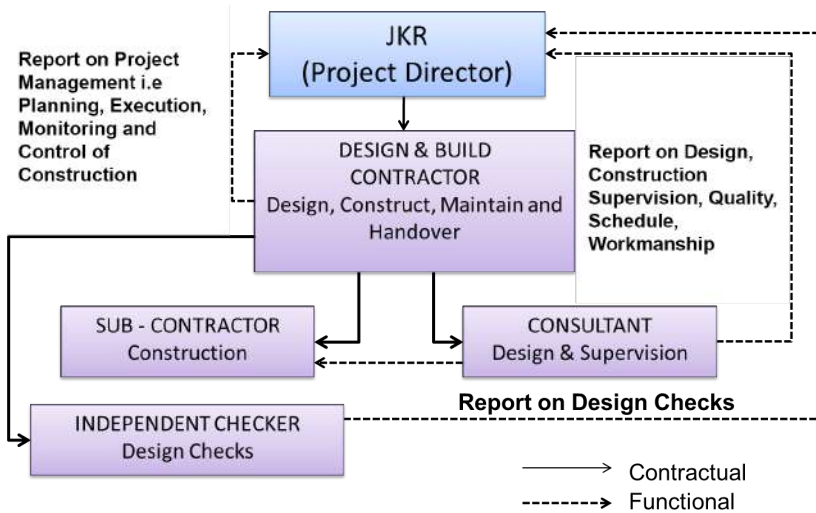 JKR
(Project Director)
Report on Project
Management i.e
Planning, Execution,
Monitoring and
Control of
Construction
DESIGN & BUILD
CONTRACTOR
Design, Construct, Maintain and
Handover
Report on Design,
Construction
Supervision, Quality,
Schedule,
Workmanship
SUB - CONTRACTOR
Construction
CONSULTANT
Design & Supervision
Report on Design Checks
INDEPENDENT CHECKER
Design Checks
Contractual
Functional